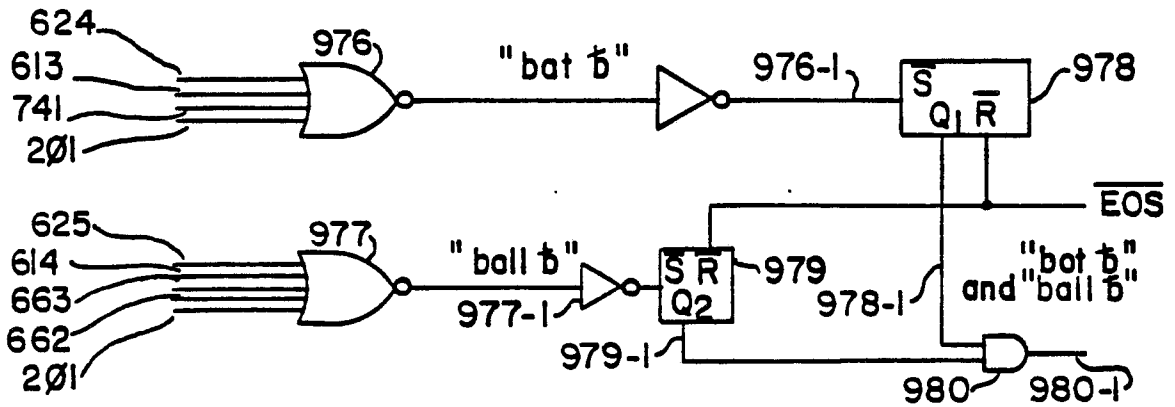 624
613
741
2Ø1
976
"bat ƀ"
976-1
S̅
Q1 R̅
978
E̅O̅S̅
625
614
663
662
2Ø1
977
"ball ƀ"
977-1
S̅ R̅
Q2
979
979-1
978-1
"bat ƀ"
and "ball ƀ"
980
980-1